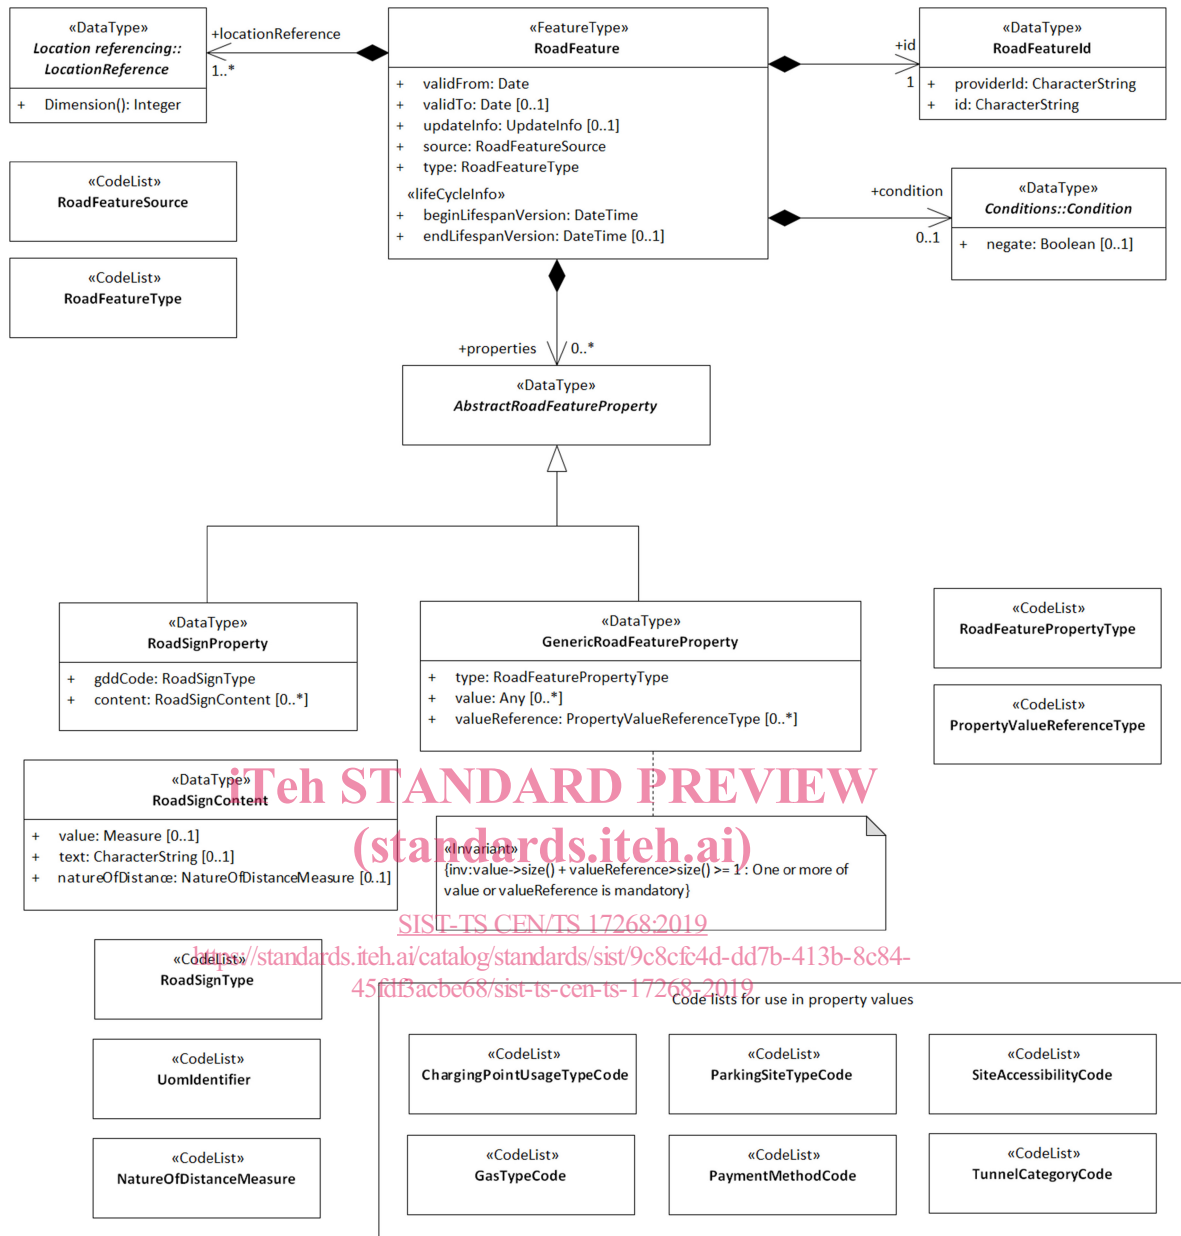 «DataType»
Location referencing::
LocationReference
+ Dimension(): Integer
+locationReference
1..*
«FeatureType»
RoadFeature
+ validFrom: Date
+ validTo: Date [0..1]
+ updateInfo: UpdateInfo [0..1]
+ source: RoadFeatureSource
+ type: RoadFeatureType
«lifeCycleInfo»
+ beginLifespanVersion: DateTime
+ endLifespanVersion: DateTime [0..1]
+id
1
«DataType»
RoadFeatureId
+ providerId: CharacterString
+ id: CharacterString
«CodeList»
RoadFeatureSource
+condition
0..1
«DataType»
Conditions::Condition
+ negate: Boolean [0..1]
«CodeList»
RoadFeatureType
+properties 0..*
«DataType»
AbstractRoadFeatureProperty
«DataType»
RoadSignProperty
+ gddCode: RoadSignType
+ content: RoadSignContent [0..*]
«DataType»
GenericRoadFeatureProperty
+ type: RoadFeaturePropertyType
+ value: Any [0..*]
+ valueReference: PropertyValueReferenceType [0..*]
«CodeList»
RoadFeaturePropertyType
«CodeList»
PropertyValueReferenceType
«DataType»
RoadSignContent
+ value: Measure [0..1]
+ text: CharacterString [0..1]
+ natureOfDistance: NatureOfDistanceMeasure [0..1]
iTeh STANDARD PREVIEW
(standards.iteh.ai)
«Invariant»
{inv:value->size() + valueReference>size() >= 1 : One or more of
value or valueReference is mandatory}
SIST-TS CEN/TS 17268:2019
https://standards.iteh.ai/catalog/standards/sist/9c8cfc4d-dd7b-413b-8c84-
45fdf3acbe68/sist-ts-cen-ts-17268-2019
«CodeList»
RoadSignType
«CodeList»
UomIdentifier
«CodeList»
NatureOfDistanceMeasure
Code lists for use in property values
«CodeList»
ChargingPointUsageTypeCode
«CodeList»
ParkingSiteTypeCode
«CodeList»
SiteAccessibilityCode
«CodeList»
GasTypeCode
«CodeList»
PaymentMethodCode
«CodeList»
TunnelCategoryCode